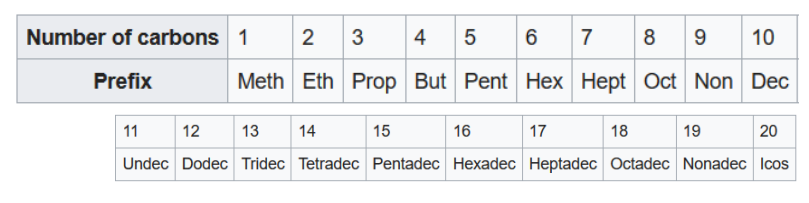 Number of carbons 1 2 3 4 5 6 7 8 9 10
Prefix Meth Eth Prop But Pent Hex Hept Oct Non Dec
11 12 13 14 15 16 17 18 19 20
Undec Dodec Tridec Tetradec Pentadec Hexadec Heptadec Octadec Nonadec Icos